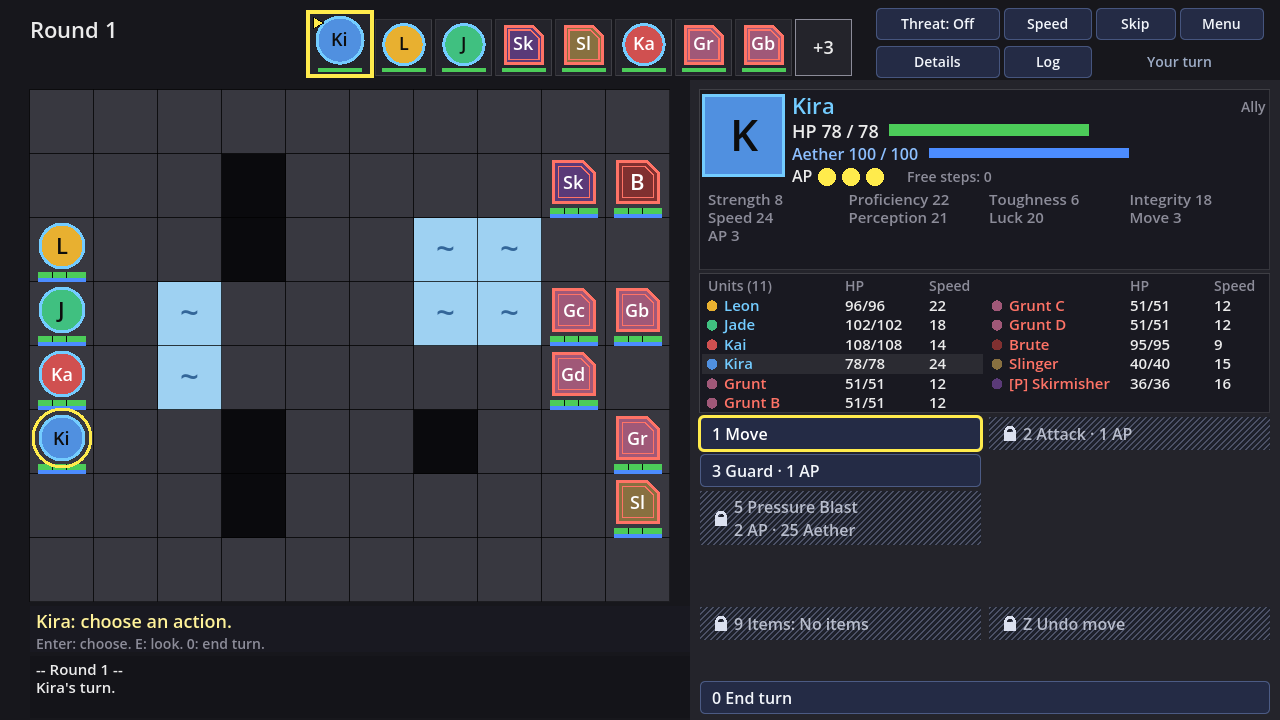 Round 1
Ki
L
J
Sk
Sl
Ka
Gr
Gb
+3
Threat: Off
Speed
Skip
Menu
Details
Log
Your turn
Sk
B
L
~
~
J
~
~
~
Gc
Gb
Ka
~
Gd
Ki
Gr
Sl
Kira: choose an action.
Enter: choose. E: look. 0: end turn.
-- Round 1 --
Kira's turn.
K
Kira
Ally
HP 78 / 78
Aether 100 / 100
AP
Free steps: 0
Strength 8
Proficiency 22
Toughness 6
Integrity 18
Speed 24
Perception 21
Luck 20
Move 3
AP 3
Units (11)
HP
Speed
HP
Speed
Leon 96/96 22
Grunt C 51/51 12
Jade 102/102 18
Grunt D 51/51 12
Kai 108/108 14
Brute 95/95 9
Kira 78/78 24
Slinger 40/40 15
Grunt 51/51 12
[P] Skirmisher 36/36 16
Grunt B 51/51 12
1 Move
2 Attack · 1 AP
3 Guard · 1 AP
5 Pressure Blast
2 AP · 25 Aether
9 Items: No items
Z Undo move
0 End turn